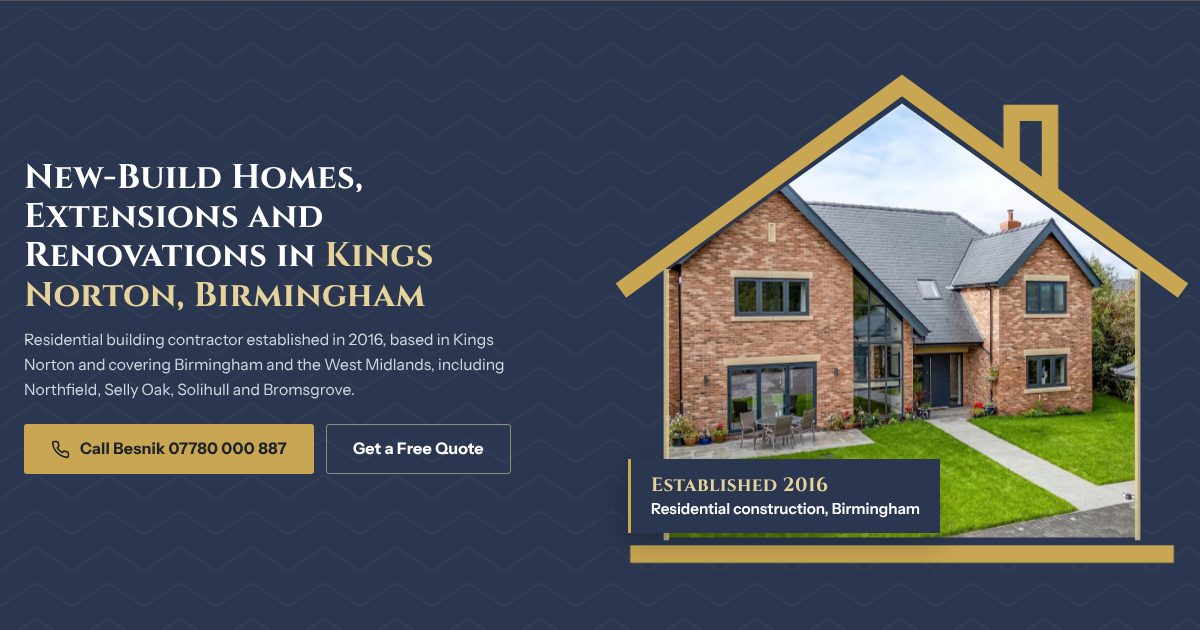 New-Build Homes,
Extensions and
Renovations in Kings
Norton, Birmingham
Residential building contractor established in 2016, based in Kings
Norton and covering Birmingham and the West Midlands, including
Northfield, Selly Oak, Solihull and Bromsgrove.
Call Besnik 07780 000 887
Get a Free Quote
Established 2016
Residential construction, Birmingham